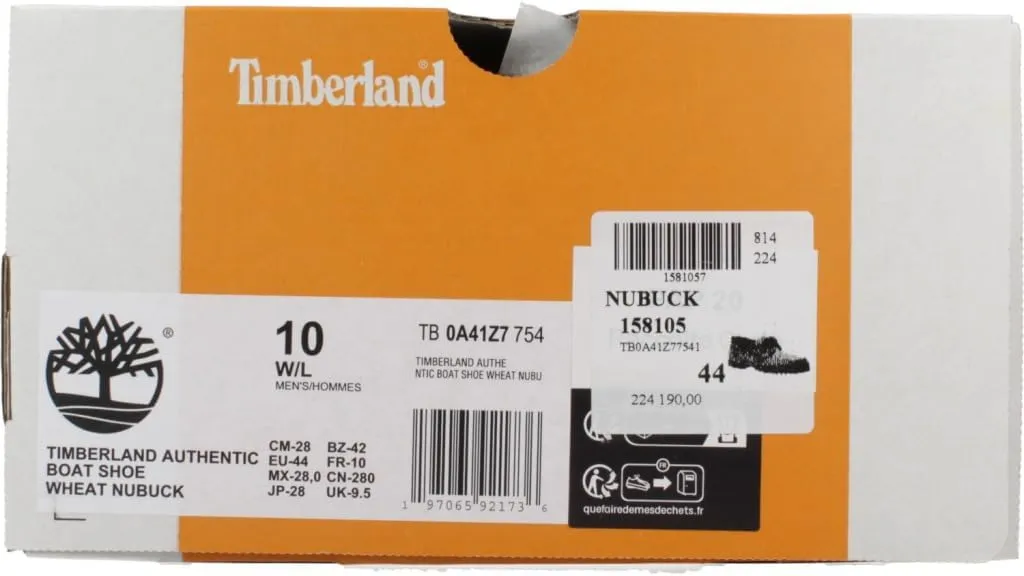 Timberland®
814
224
1581057
NUBUCK
158105
TB0A41Z77541
44
224 190,00
®
10
W/L
MEN'S/HOMMES
TB 0A41Z7 754
TIMBERLAND AUTHE
NTIC BOAT SHOE WHEAT NUBU
TIMBERLAND AUTHENTIC
BOAT SHOE
WHEAT NUBUCK
CM-28 BZ-42
EU-44 FR-10
MX-28,0 CN-280
JP-28 UK-9.5
1 97065 92173 6
FR
quefairedemesdechets.fr